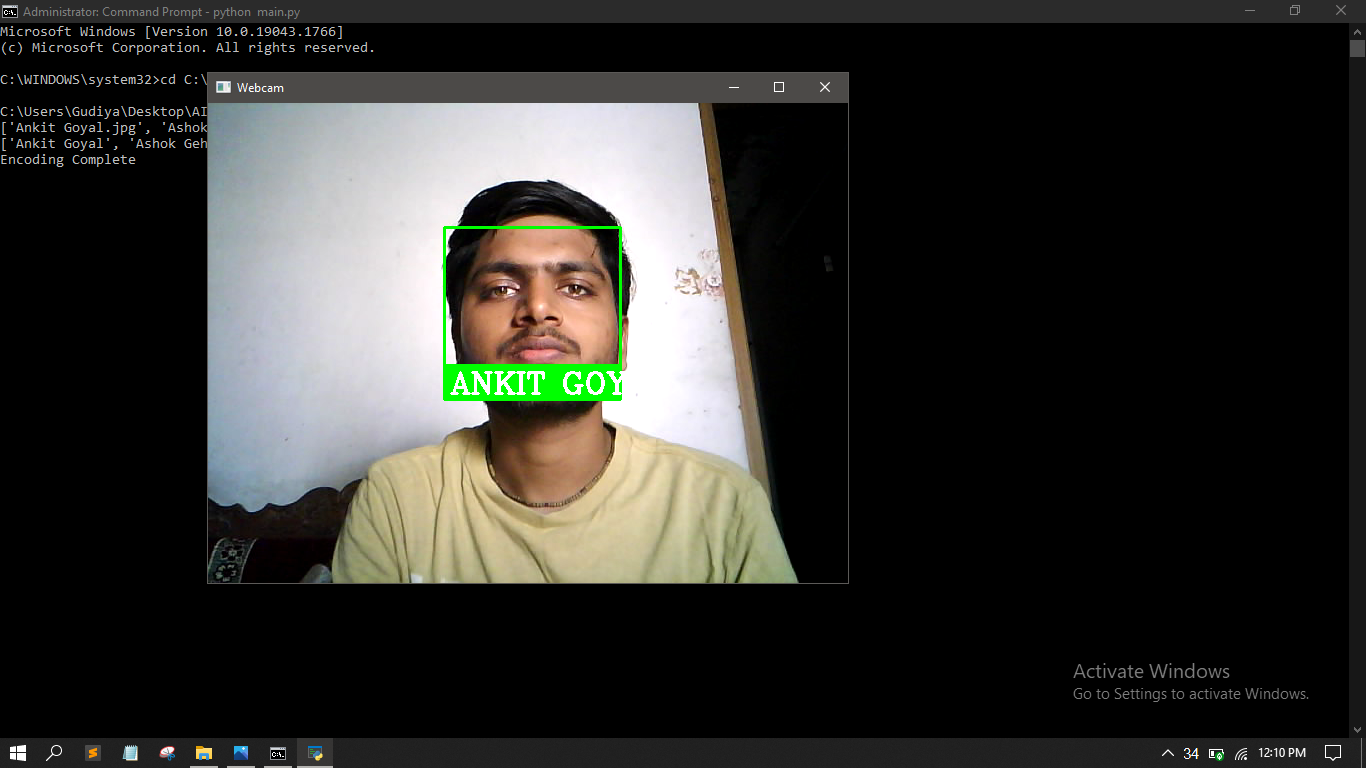 Administrator: Command Prompt - python main.py
Microsoft Windows [Version 10.0.19043.1766]
(c) Microsoft Corporation. All rights reserved.
C:\WINDOWS\system32>cd C:\
Webcam
C:\Users\Gudiya\Desktop\AI
['Ankit Goyal.jpg', 'Ashok
['Ankit Goyal', 'Ashok Geh
Encoding Complete
ANKIT GOY
Activate Windows
Go to Settings to activate Windows.
34
12:10 PM